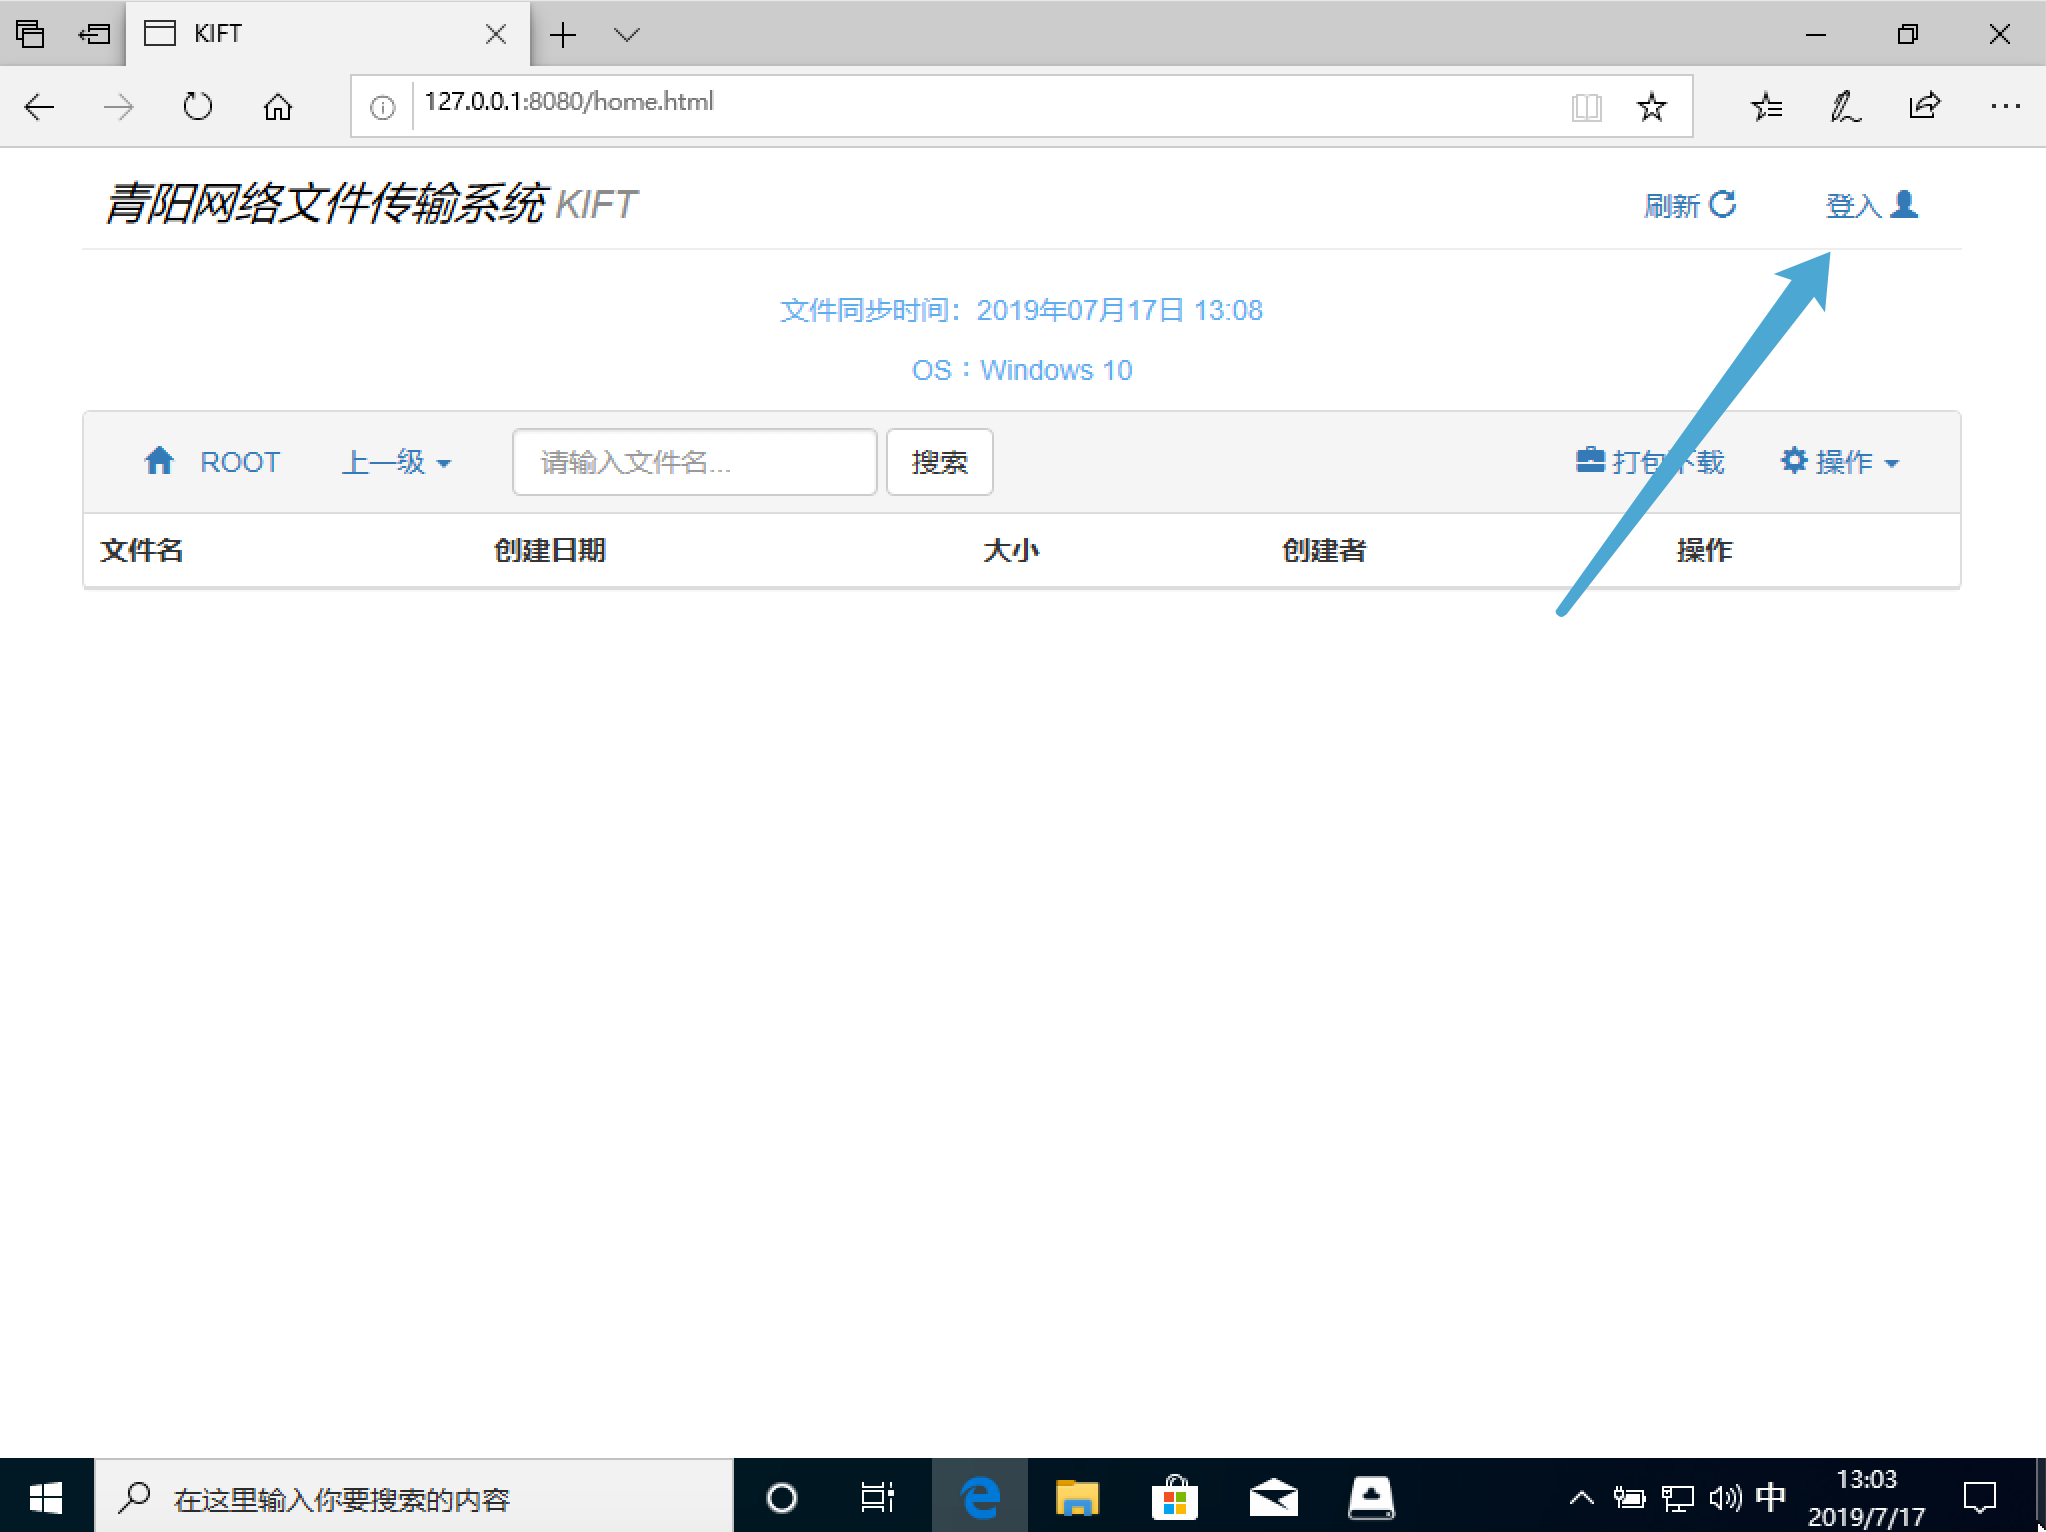 KIFT
127.0.0.1:8080/home.html
青阳网络文件传输系统 KIFT
刷新
登入
文件同步时间：2019年07月17日 13:08
OS：Windows 10
ROOT
上一级
请输入文件名...
搜索
打包下载
操作
文件名 创建日期 大小 创建者 操作
在这里输入你要搜索的内容
中
13:03
2019/7/17